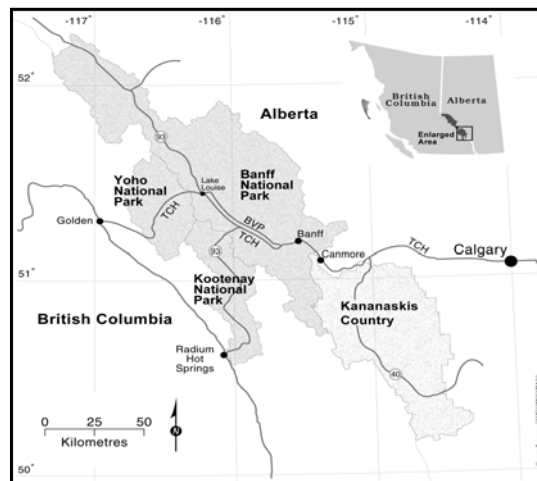 -117
-116
-115
-114
52°
British
Columbia
Alberta
Enlarged
Area
Alberta
93
Yoho
National
Park
Lake
Louise
Banff
National
Park
TCH
BVP
TCH
Golden
Banff
Canmore
TCH
Calgary
93
51°
Kootenay
National
Park
Kananaskis
Country
British Columbia
Radium
Hot
Springs
40
0 25 50
Kilometres
N
50°